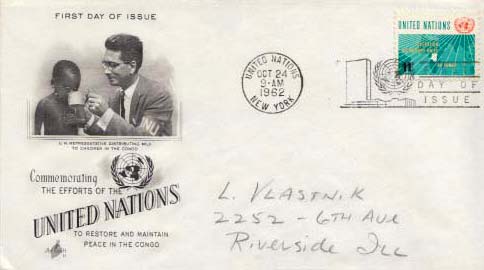 FIRST DAY OF ISSUE
U.N. REPRESENTATIVE DISTRIBUTING MILK
TO CHILDREN IN THE CONGO
Commemorating
THE EFFORTS OF THE
UNITED NATIONS
TO RESTORE AND MAINTAIN
PEACE IN THE CONGO
UNITED NATIONS
OCT 24
9-AM
1962
NEW YORK
UNITED NATIONS
11
DAY OF
ISSUE
L. VLASTNIK
2252 - 6TH AVE
Riverside Ill